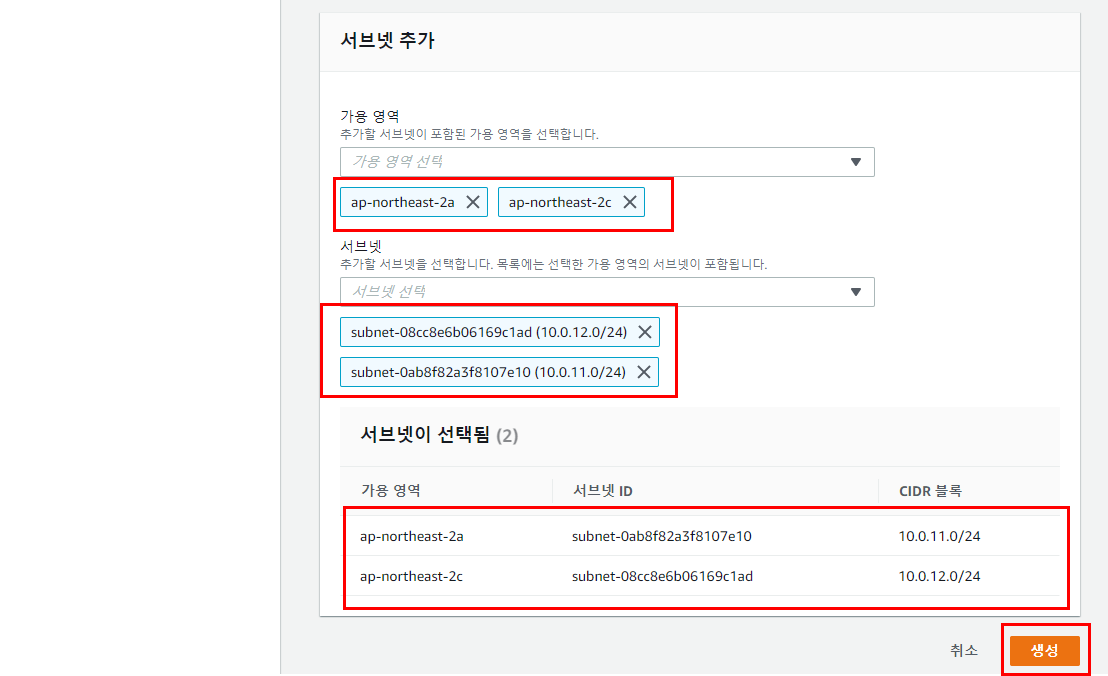 서브넷 추가
가용 영역
추가할 서브넷이 포함된 가용 영역을 선택합니다.
가용 영역 선택
ap-northeast-2a ap-northeast-2c
서브넷
추가할 서브넷을 선택합니다. 목록에는 선택한 가용 영역의 서브넷이 포함됩니다.
서브넷 선택
subnet-08cc8e6b06169c1ad (10.0.12.0/24)
subnet-0ab8f82a3f8107e10 (10.0.11.0/24)
서브넷이 선택됨 (2)
가용 영역 서브넷 ID CIDR 블록
ap-northeast-2a subnet-0ab8f82a3f8107e10 10.0.11.0/24
ap-northeast-2c subnet-08cc8e6b06169c1ad 10.0.12.0/24
취소 생성